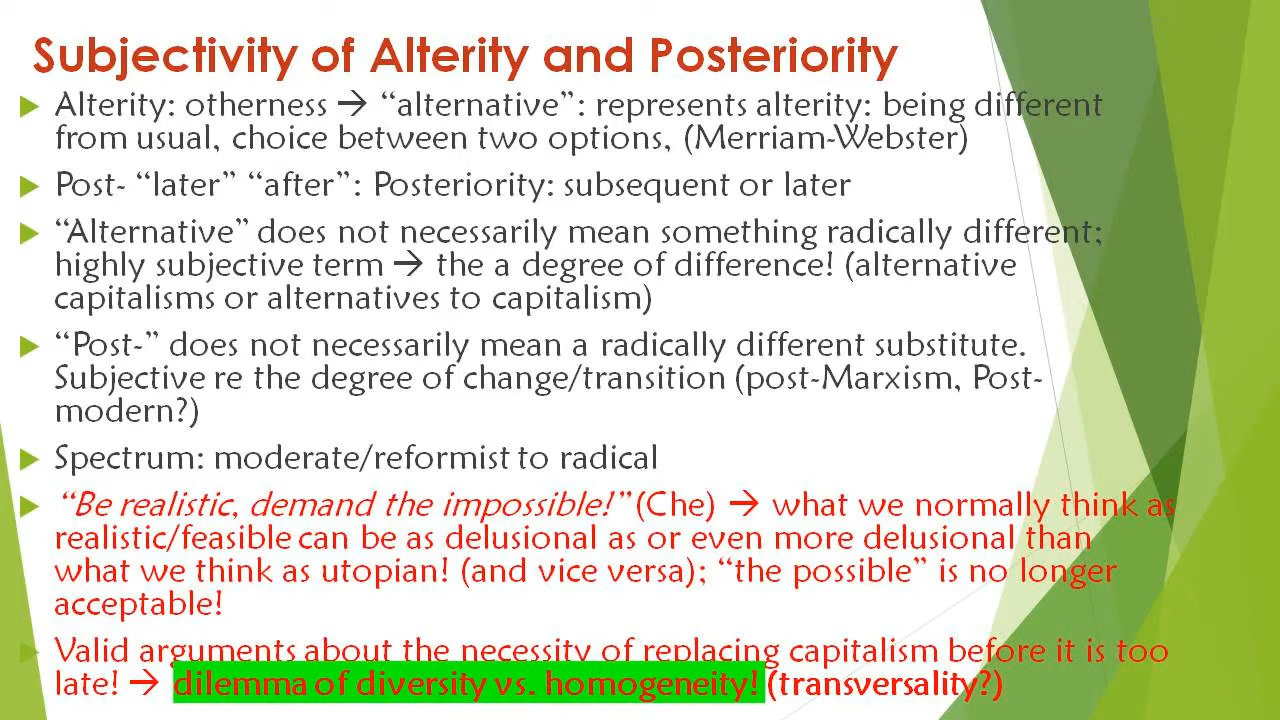 Subjectivity of Alterity and Posteriority
Alterity: otherness → “alternative”: represents alterity: being different
from usual, choice between two options, (Merriam-Webster)
Post- “later” “after”: Posteriority: subsequent or later
“Alternative” does not necessarily mean something radically different;
highly subjective term → the a degree of difference! (alternative
capitalisms or alternatives to capitalism)
“Post-” does not necessarily mean a radically different substitute.
Subjective re the degree of change/transition (post-Marxism, Post-
modern?)
Spectrum: moderate/reformist to radical
“Be realistic, demand the impossible!” (Che) → what we normally think as
realistic/feasible can be as delusional as or even more delusional than
what we think as utopian! (and vice versa); “the possible” is no longer
acceptable!
Valid arguments about the necessity of replacing capitalism before it is too
late! → dilemma of diversity vs. homogeneity! (transversality?)